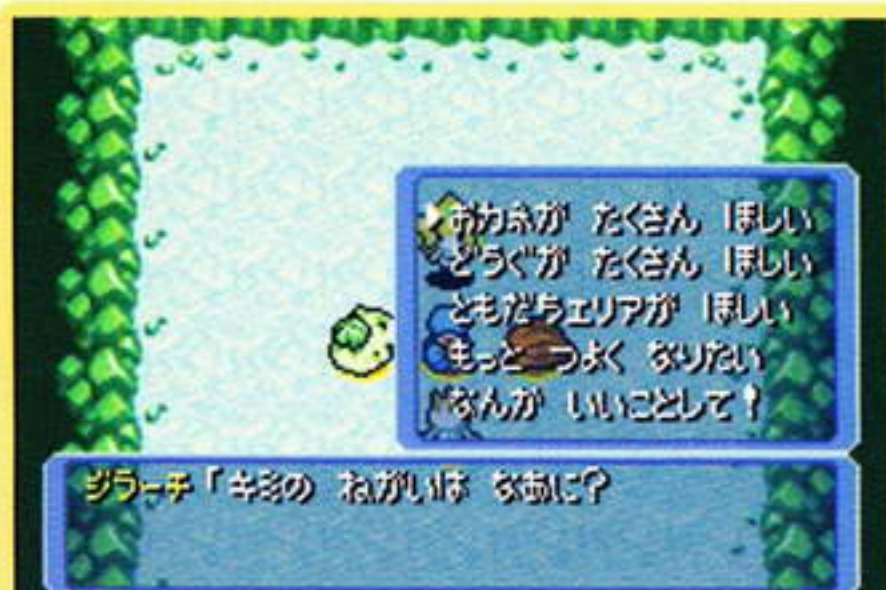 おカネが たくさん ほしい
どうぐが たくさん ほしい
ともだちエリアが ほしい
もっと つよく なりたい
なんか いいことして!
ジラーチ「キミの ねがいは なあに?